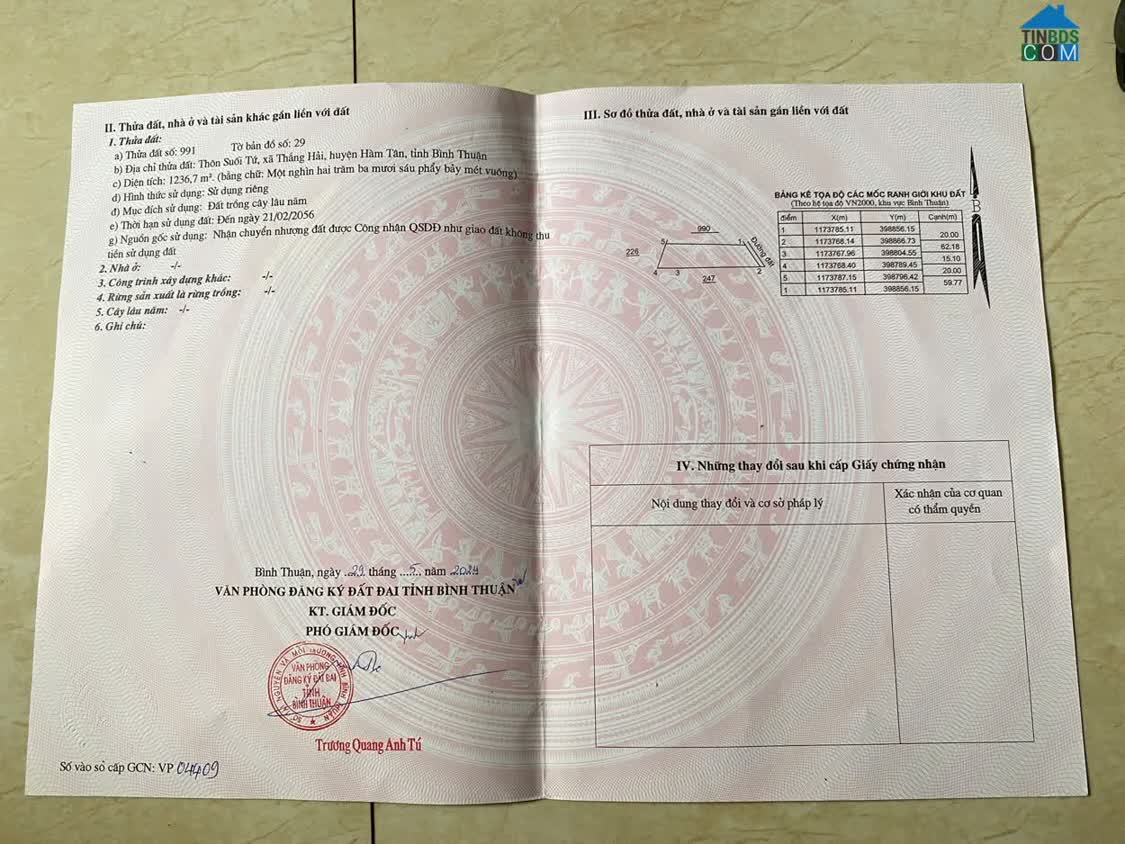 TINBDS
COM
II. Thửa đất, nhà ở và tài sản khác gắn liền với đất
1. Thửa đất:
a) Thửa đất số: 991 Tờ bản đồ số: 29
b) Địa chỉ thửa đất: Thôn Suối Tứ, xã Thắng Hải, huyện Hàm Tân, tỉnh Bình Thuận
c) Diện tích: 1236,7 m². (bằng chữ: Một nghìn hai trăm ba mươi sáu phẩy bảy mét vuông)
d) Hình thức sử dụng: Sử dụng riêng
đ) Mục đích sử dụng: Đất trồng cây lâu năm
e) Thời hạn sử dụng đất: Đến ngày 21/02/2056
g) Nguồn gốc sử dụng: Nhận chuyển nhượng đất được Công nhận QSDĐ như giao đất không thu
tiền sử dụng đất
2. Nhà ở: -/-
3. Công trình xây dựng khác: -/-
4. Rừng sản xuất là rừng trồng: -/-
5. Cây lâu năm: -/-
6. Ghi chú:
Bình Thuận, ngày 29 tháng 5 năm 2024
VĂN PHÒNG ĐĂNG KÝ ĐẤT ĐAI TỈNH BÌNH THUẬN
KT. GIÁM ĐỐC
PHÓ GIÁM ĐỐC
VĂN PHÒNG
ĐĂNG KÝ ĐẤT ĐAI
TỈNH
BÌNH THUẬN
Trương Quang Anh Tú
Số vào sổ cấp GCN: VP 04409
III. Sơ đồ thửa đất, nhà ở và tài sản gắn liền với đất
990
226
5 1
Đường đất
4 3 2
247
BẢNG KÊ TỌA ĐỘ CÁC MỐC RANH GIỚI KHU ĐẤT
(Theo hệ tọa độ VN2000, khu vực Bình Thuận)
điểm X(m) Y(m) Cạnh(m)
1 1173785.11 398856.15
20.00
2 1173768.14 398866.73
62.18
3 1173767.96 398804.55
15.10
4 1173768.40 398789.45
20.00
5 1173787.15 398796.42
59.77
1 1173785.11 398856.15
B
IV. Những thay đổi sau khi cấp Giấy chứng nhận
Nội dung thay đổi và cơ sở pháp lý
Xác nhận của cơ quan
có thẩm quyền